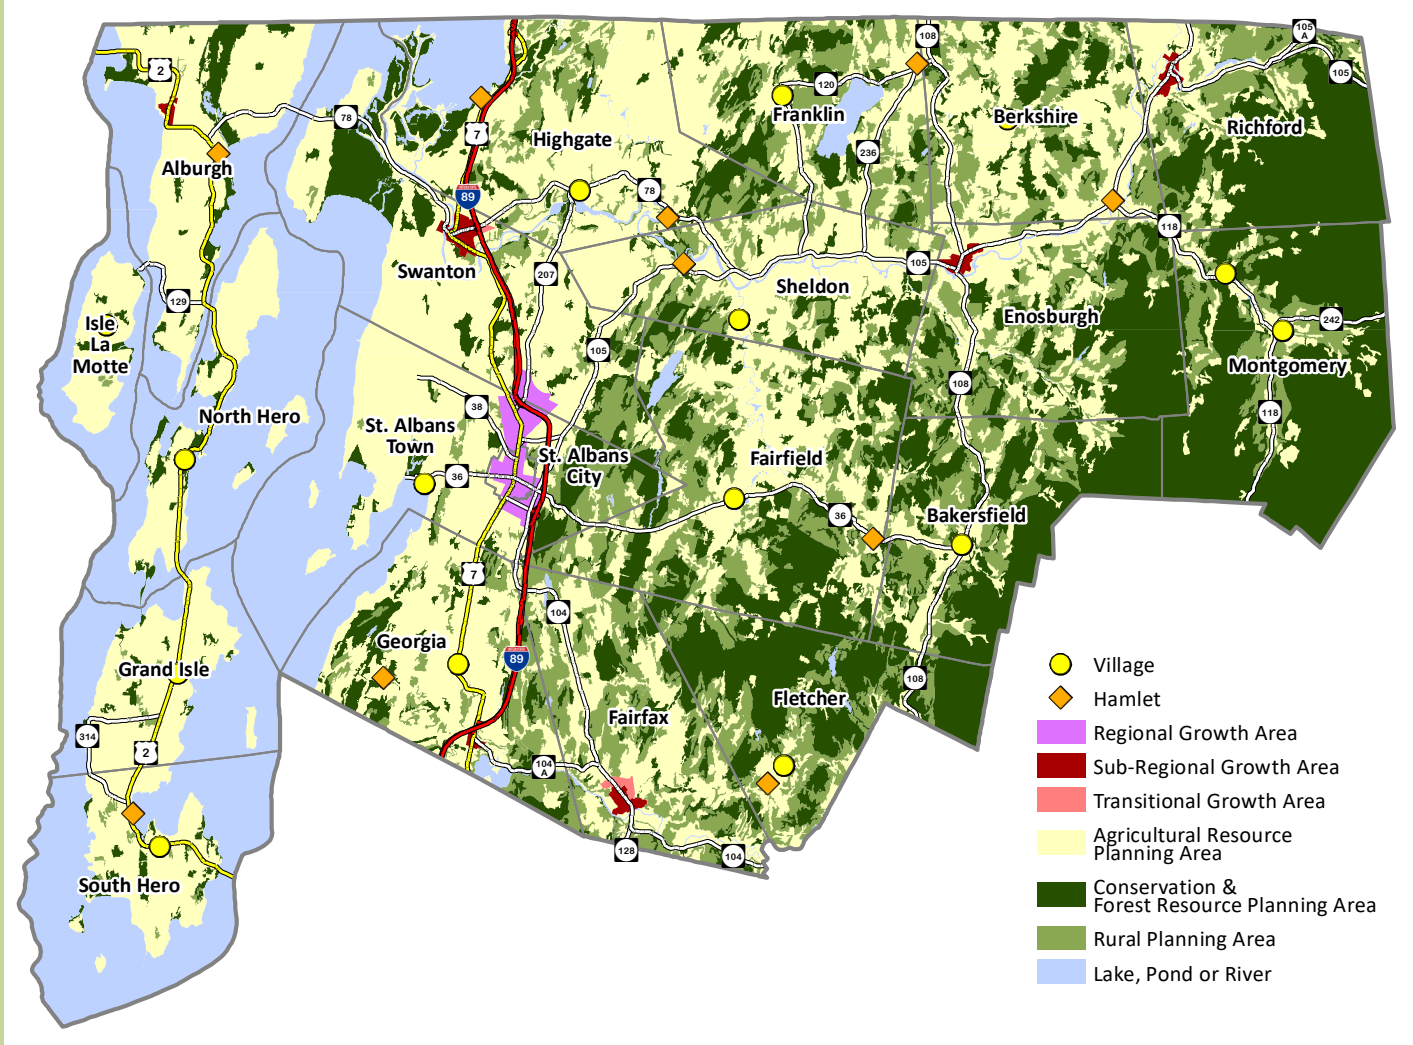 108
105
A
2
120
105
78
Franklin
Berkshire
Richford
7
Highgate
236
Alburgh
89
78
118
Swanton
207
105
Sheldon
129
Isle
La
Motte
Enosburgh
242
105
Montgomery
108
38
North Hero
118
St. Albans
Town
St. Albans
City
Fairfield
36
36
Bakersfield
7
104
Georgia
89
Grand Isle
108
Fletcher
Fairfax
314
2
104
A
128
104
South Hero
Village
Hamlet
Regional Growth Area
Sub-Regional Growth Area
Transitional Growth Area
Agricultural Resource
Planning Area
Conservation &
Forest Resource Planning Area
Rural Planning Area
Lake, Pond or River